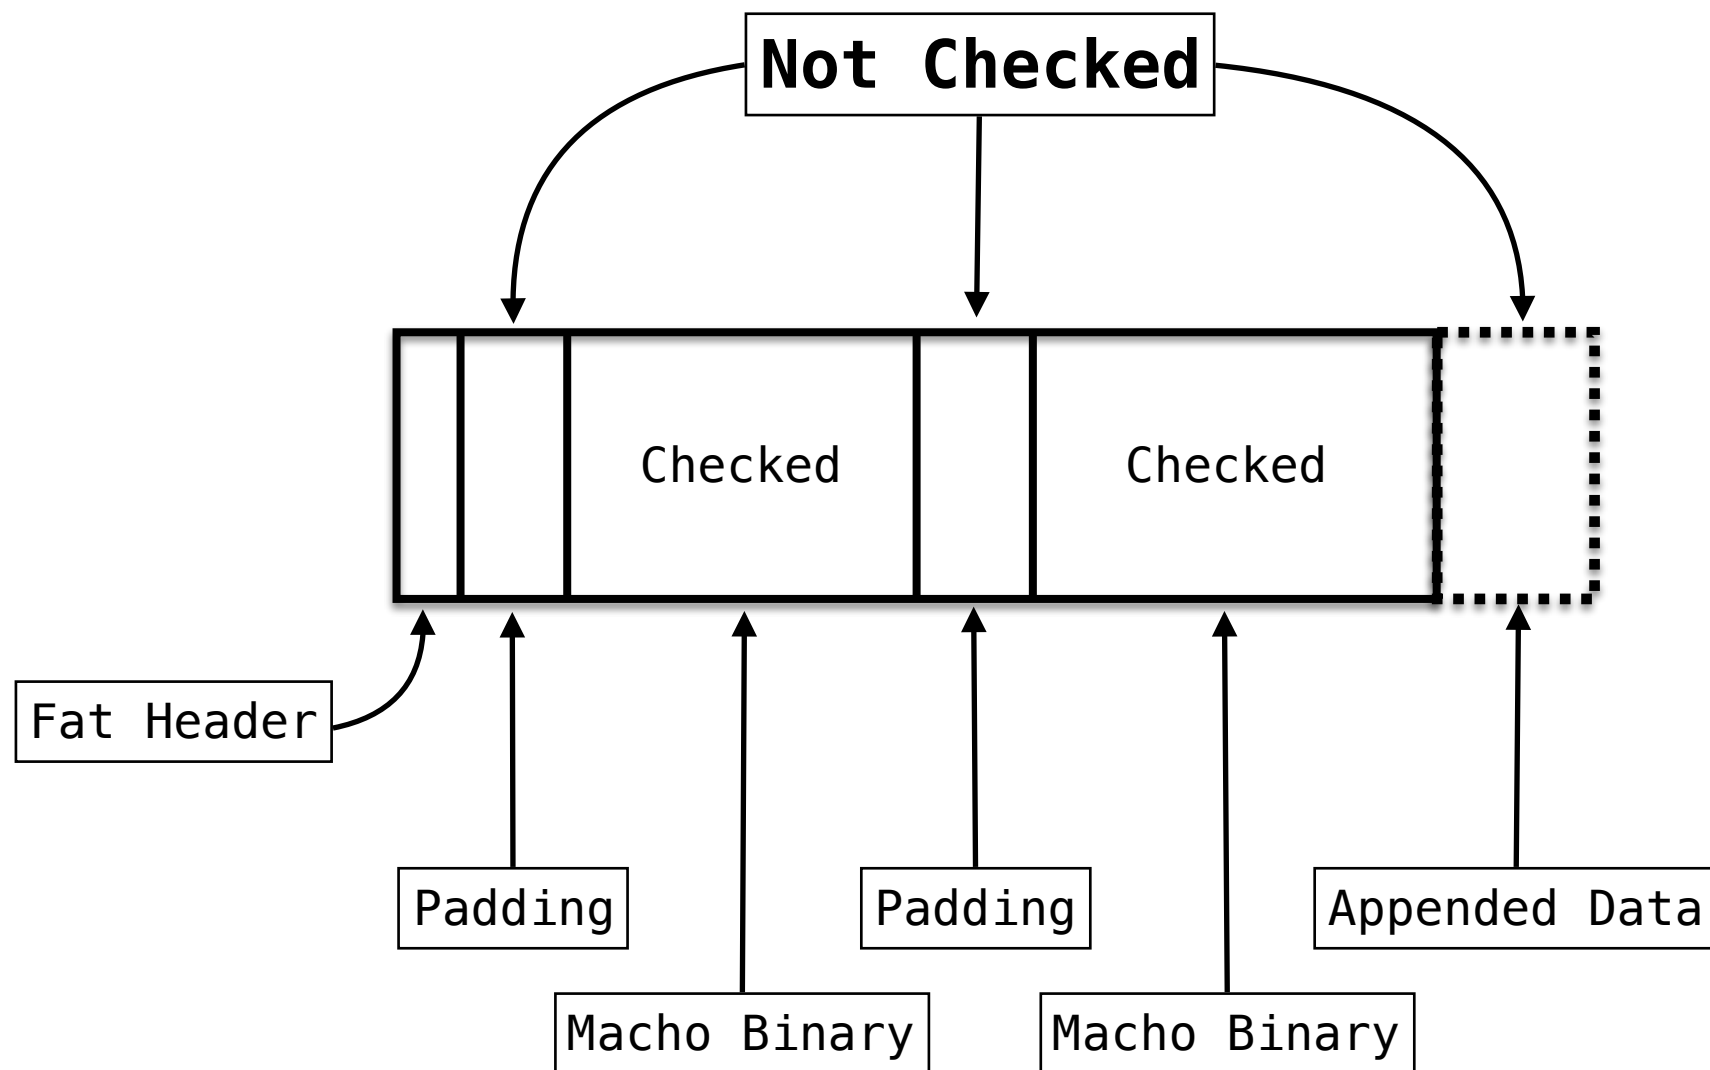 Not Checked
Checked
Checked
Fat Header
Padding
Padding
Appended Data
Macho Binary
Macho Binary